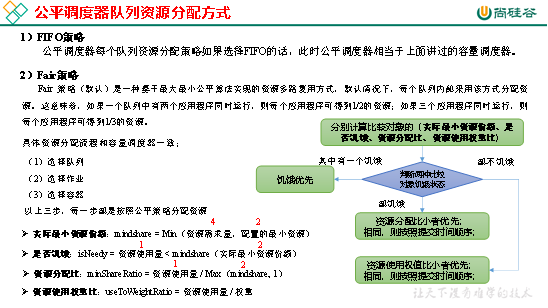 公平调度器队列资源分配方式
尚硅谷
1)FIFO策略
公平调度器每个队列资源分配策略如果选择FIFO的话,此时公平调度器相当于上面讲过的容量调度器。
2)Fair策略
Fair 策略(默认)是一种基于最大最小公平算法实现的资源多路复用方式,默认情况下,每个队列内部采用该方式分配资
源。这意味着,如果一个队列中有两个应用程序同时运行,则每个应用程序可得到1/2的资源;如果三个应用程序同时运行,则
每个应用程序可得到1/3的资源。
具体资源分配流程和容量调度器一致;
(1)选择队列
(2)选择作业
(3)选择容器
以上三步,每一步都是按照公平策略分配资源
4 2
➢ 实际最小资源份额:mindshare = Min(资源需求量,配置的最小资源)
1 2
➢ 是否饥饿:isNeedy = 资源使用量 < mindshare(实际最小资源份额)
1 2
➢ 资源分配比:minShareRatio = 资源使用量 / Max(mindshare, 1)
➢ 资源使用权重比:useToWeightRatio = 资源使用量 / 权重
分别计算比较对象的(实际最小资源份额、是
否饥饿、资源分配比、资源使用权重比)
其中有一个饥饿
都不饥饿
饥饿优先
判断两种比较
对象饥饿状态
都饥饿
资源分配比小者优先;
相同,则按照提交时间顺序;
资源使用权值比小者优先;
相同,则按照提交时间顺序;
让天下没有难学的技术